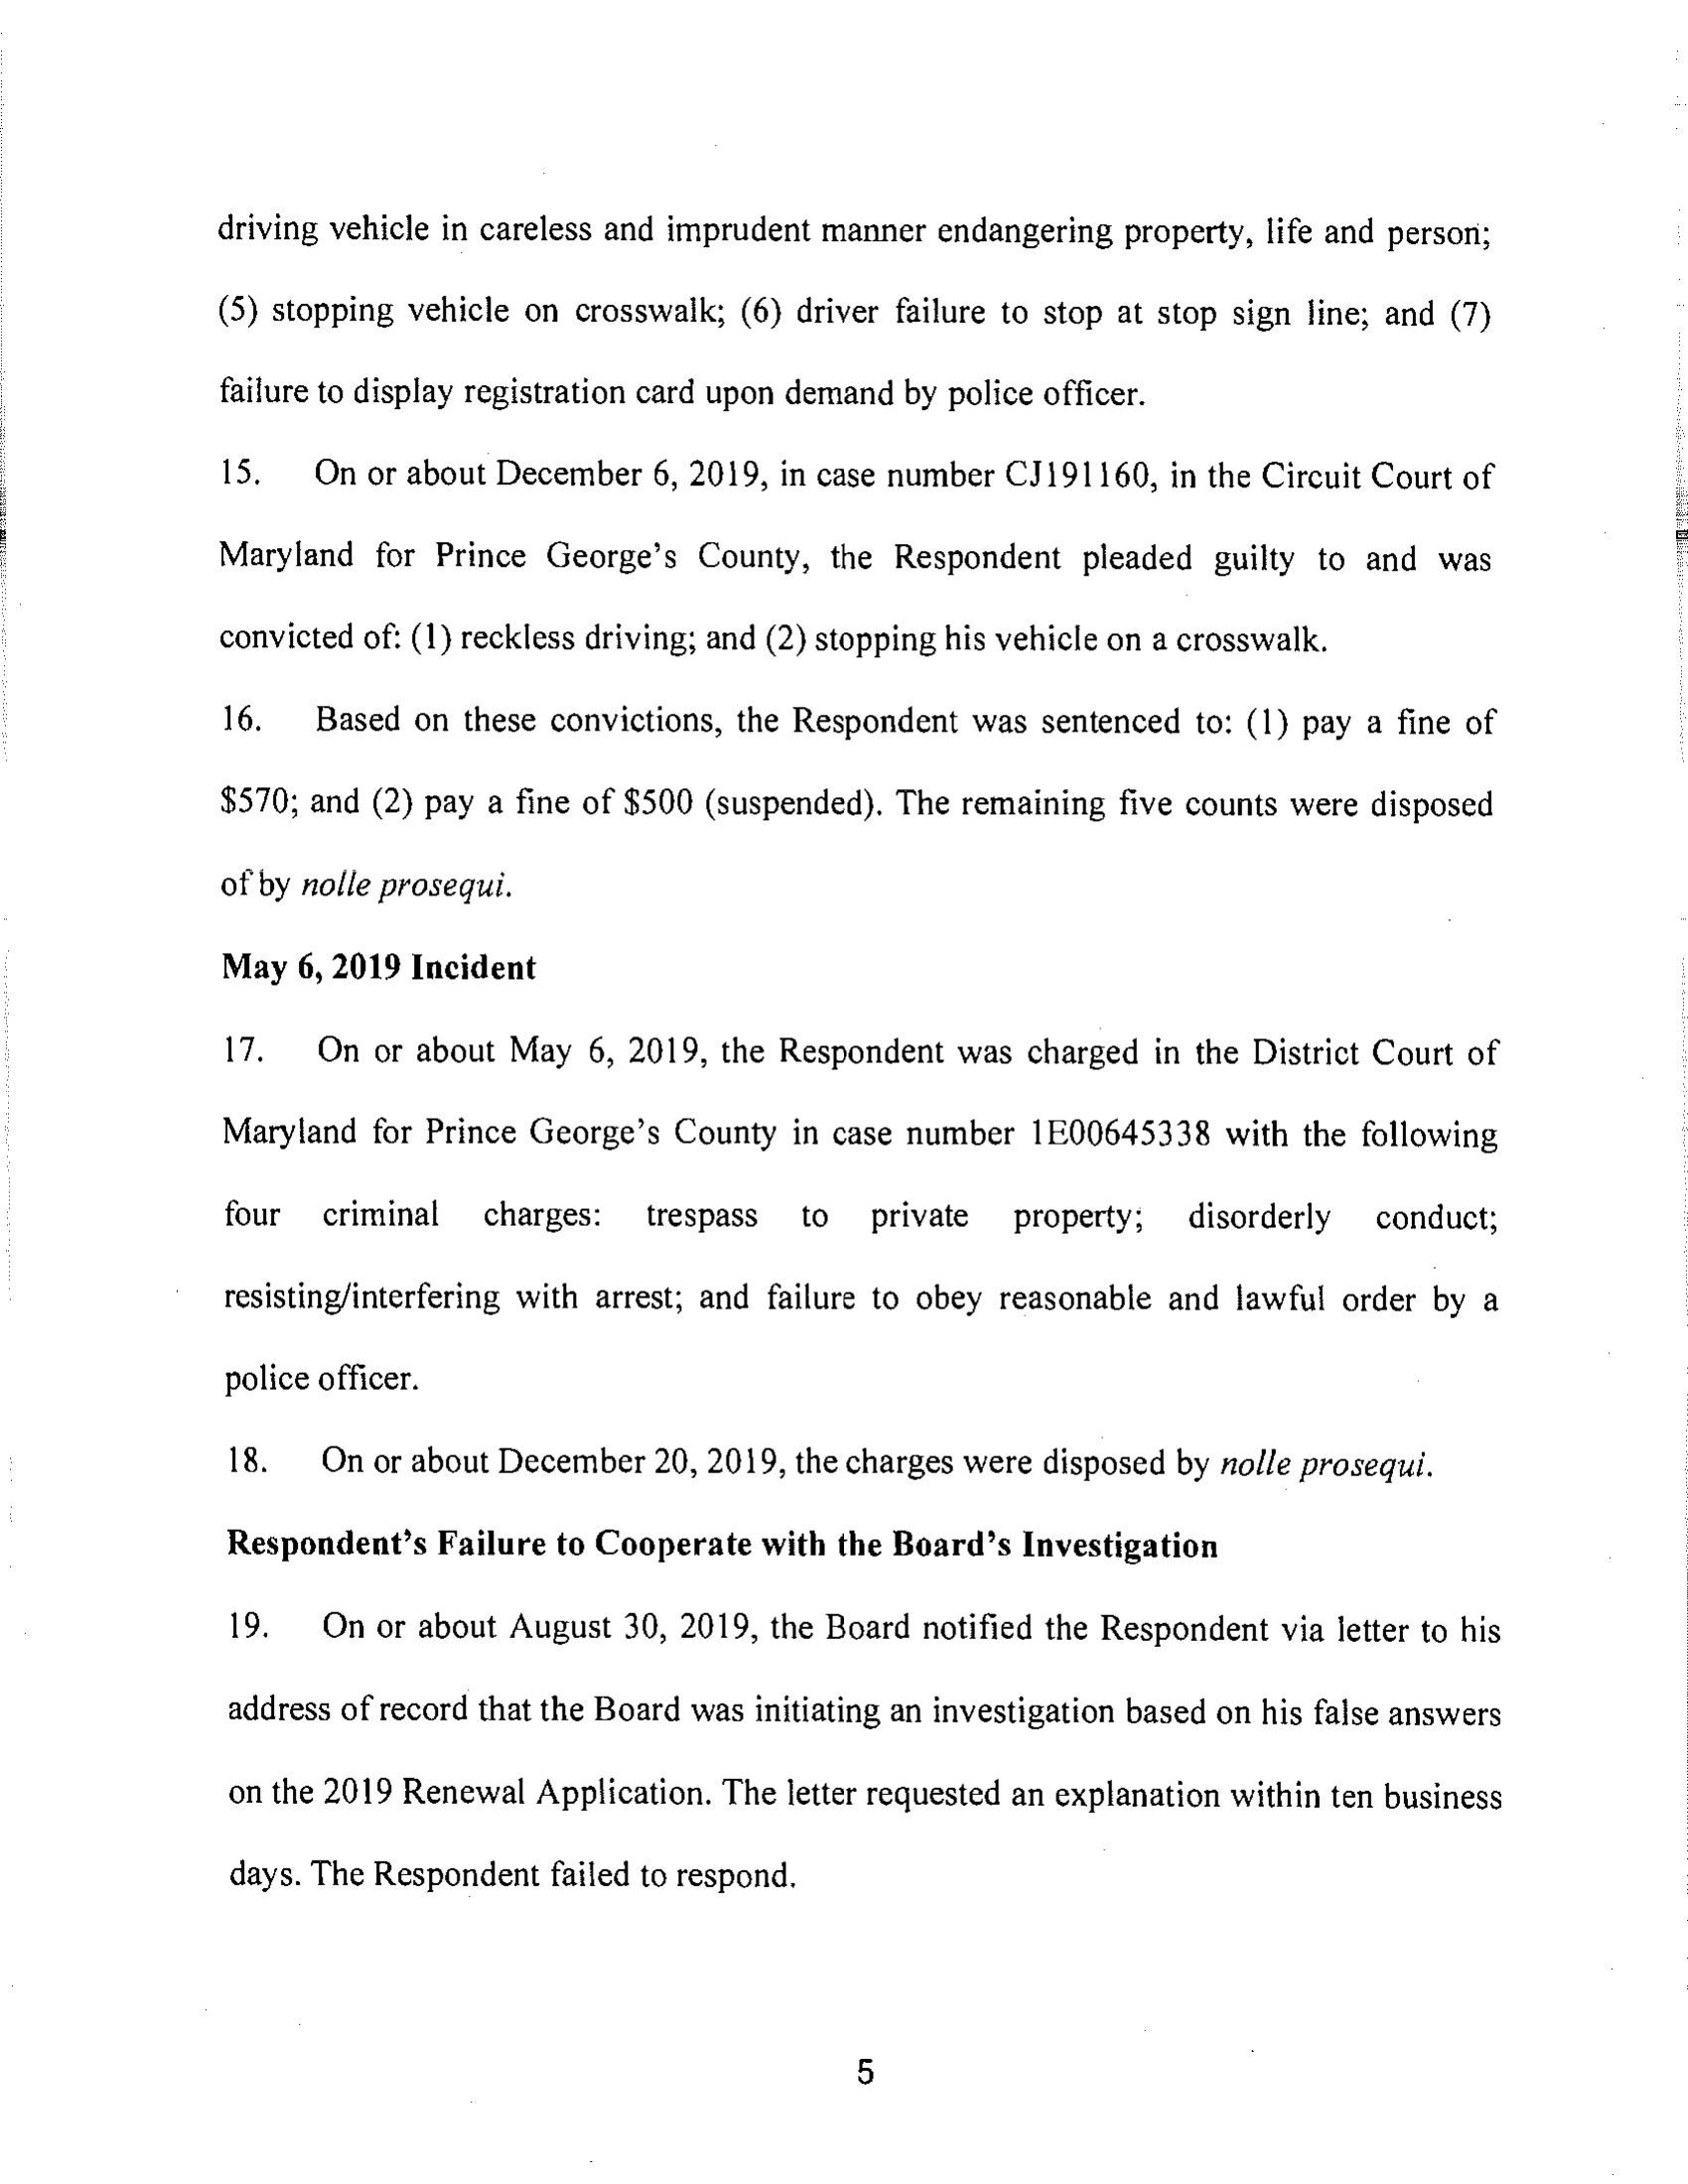 driving vehicle in careless and imprudent manner endangering property, life and person;
(5) stopping vehicle on crosswalk; (6) driver failure to stop at stop sign line; and (7)
failure to display registration card upon demand by police officer.
15. On or about December 6, 2019, in case number CJ191160, in the Circuit Court of
Maryland for Prince George's County, the Respondent pleaded guilty to and was
convicted of: (1) reckless driving; and (2) stopping his vehicle on a crosswalk.
16. Based on these convictions, the Respondent was sentenced to: (1) pay a fine of
$570; and (2) pay a fine of $500 (suspended). The remaining five counts were disposed
of by nolle prosequi.
May 6, 2019 Incident
17. On or about May 6, 2019, the Respondent was charged in the District Court of
Maryland for Prince George's County in case number 1E00645338 with the following
four criminal charges: trespass to private property; disorderly conduct;
resisting/interfering with arrest; and failure to obey reasonable and lawful order by a
police officer.
18. On or about December 20, 2019, the charges were disposed by nolle prosequi.
Respondent's Failure to Cooperate with the Board's Investigation
19. On or about August 30, 2019, the Board notified the Respondent via letter to his
address of record that the Board was initiating an investigation based on his false answers
on the 2019 Renewal Application. The letter requested an explanation within ten business
days. The Respondent failed to respond.
5